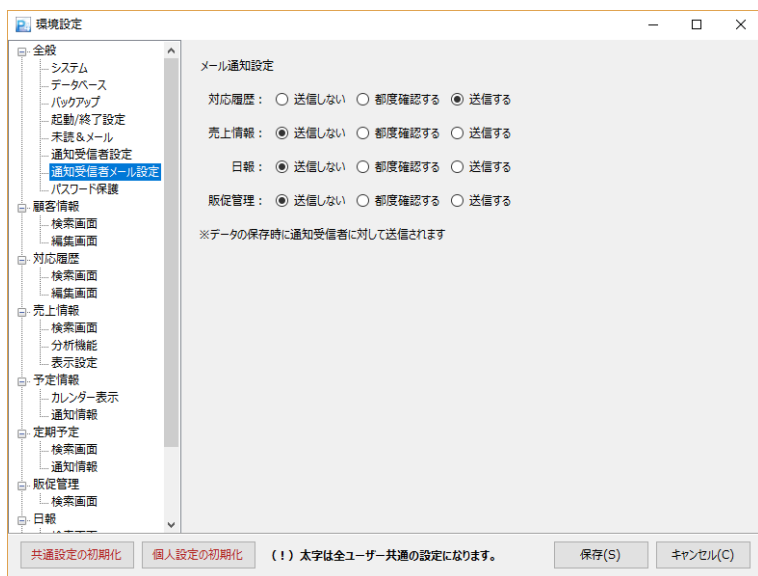 環境設定
全般
システム
データベース
バックアップ
起動/終了設定
未読＆メール
通知受信者設定
通知受信者メール設定
パスワード保護
顧客情報
検索画面
編集画面
対応履歴
検索画面
編集画面
売上情報
検索画面
分析機能
表示設定
予定情報
カレンダー表示
通知情報
定期予定
検索画面
通知情報
販促管理
検索画面
日報
メール通知設定
対応履歴： 送信しない 都度確認する 送信する
売上情報： 送信しない 都度確認する 送信する
日報： 送信しない 都度確認する 送信する
販促管理： 送信しない 都度確認する 送信する
※データの保存時に通知受信者に対して送信されます
共通設定の初期化 個人設定の初期化 (！) 太字は全ユーザー共通の設定になります。 保存(S) キャンセル(C)